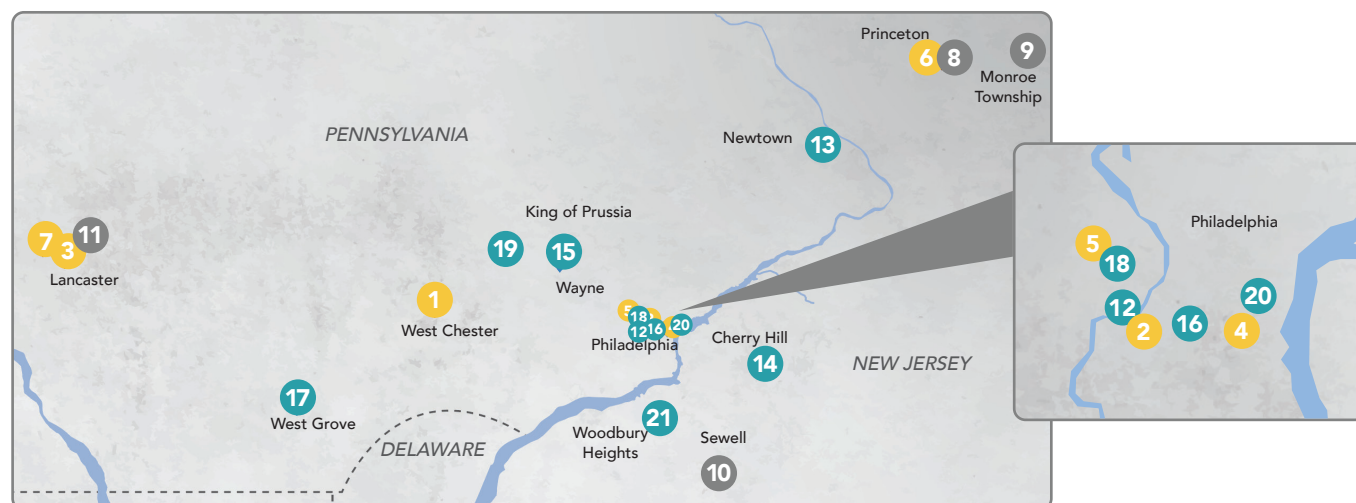 Princeton
6
8
9
Monroe
Township
PENNSYLVANIA
Newtown
13
King of Prussia
19
15
Wayne
7
3
11
Lancaster
1
West Chester
5
18
12
16
20
Philadelphia
Cherry Hill
14
NEW JERSEY
17
West Grove
DELAWARE
Woodbury
Heights
21
Sewell
10
Philadelphia
5
18
12
2
16
4
20